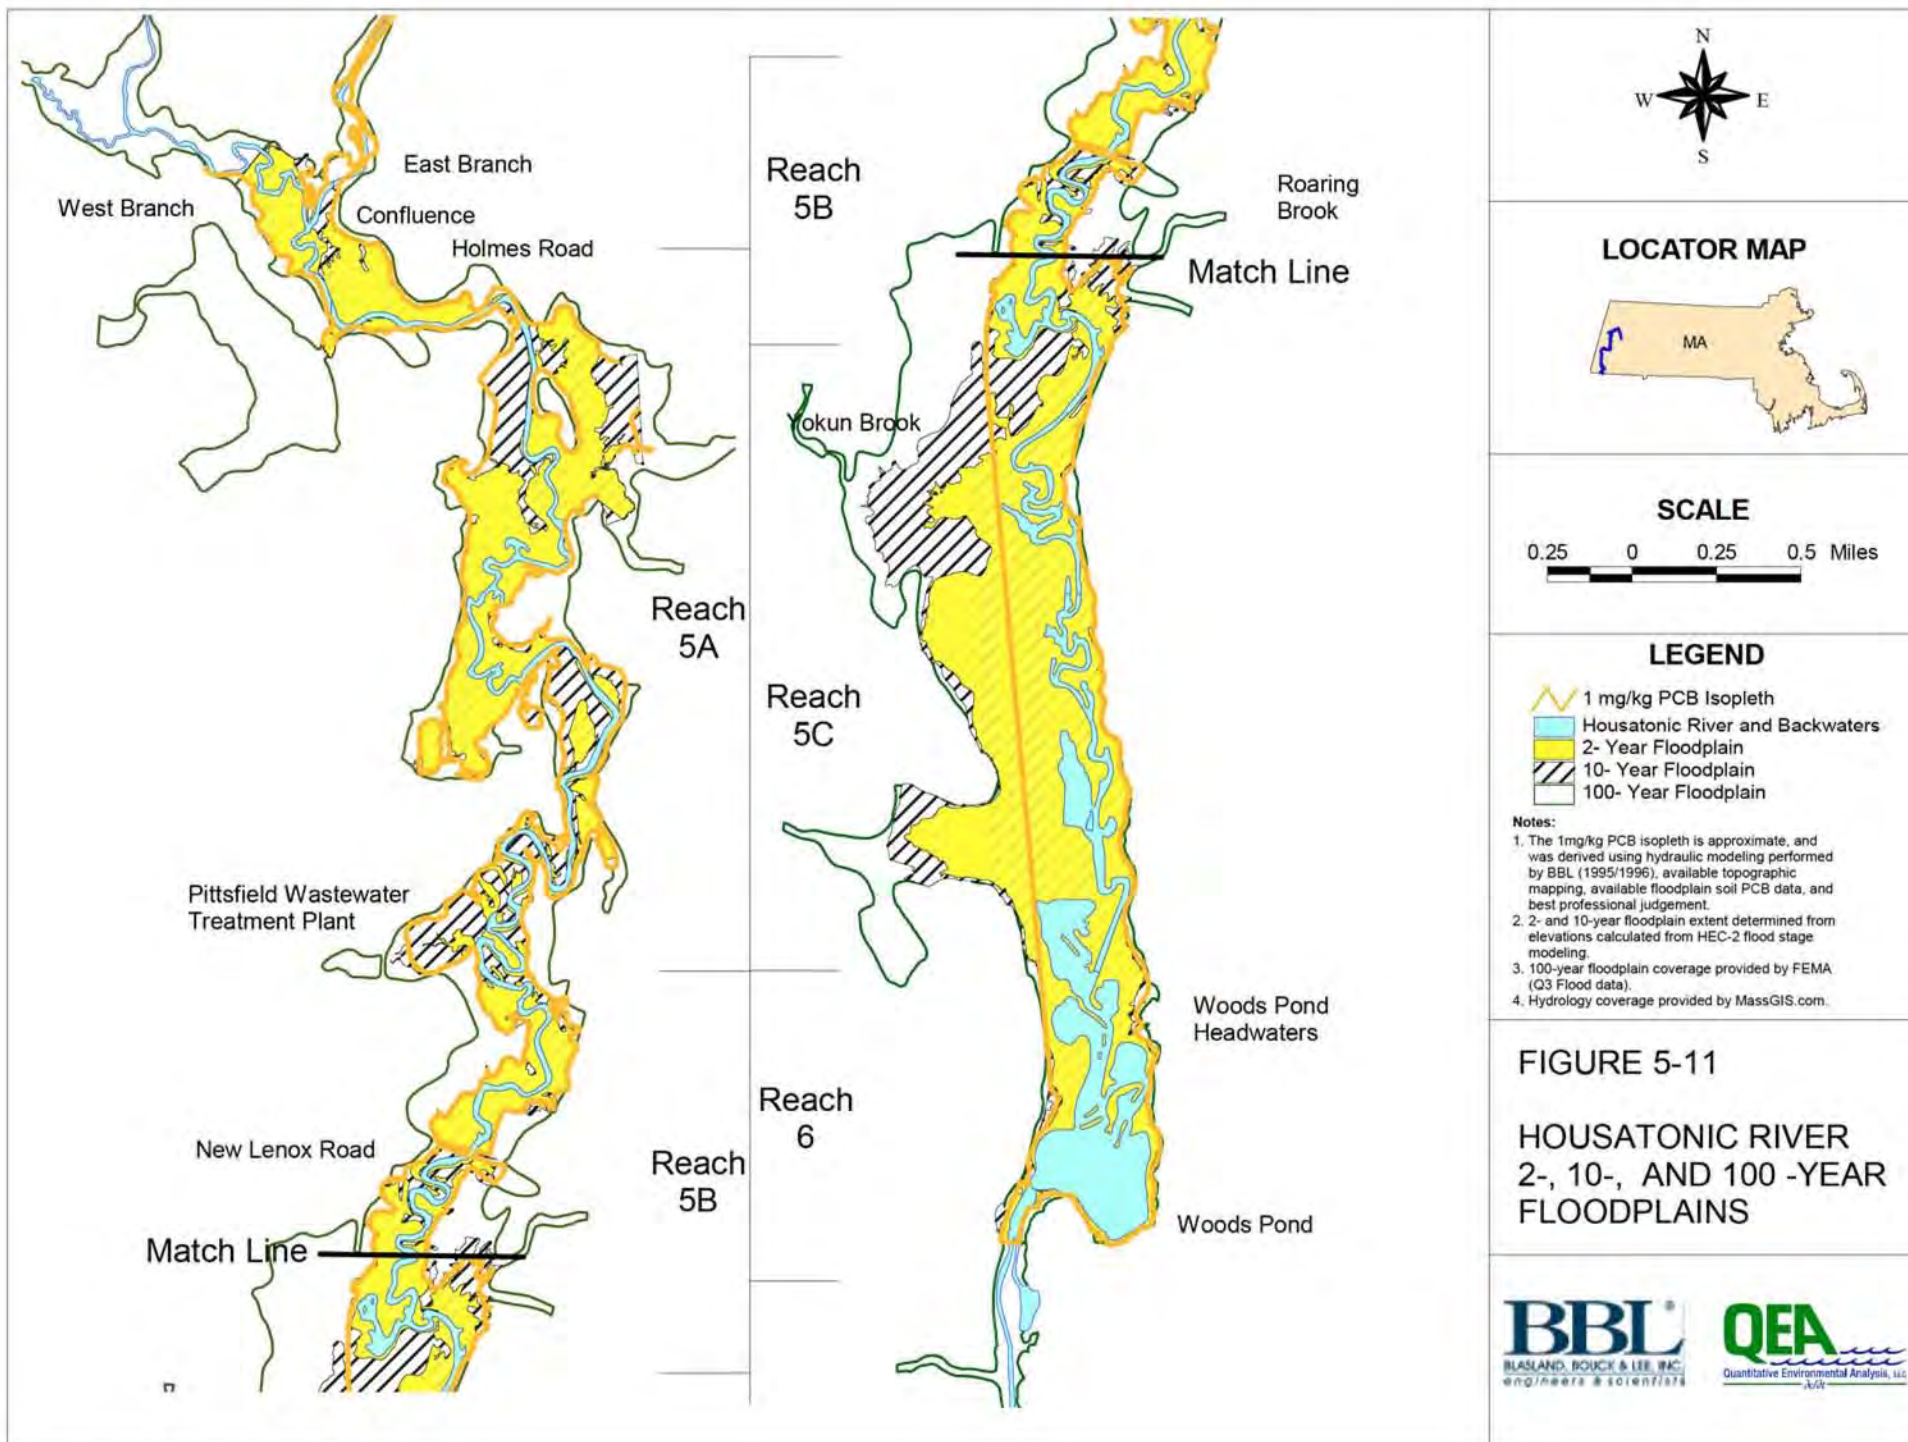 West Branch
East Branch
Confluence
Holmes Road
Reach
5A
Pittsfield Wastewater
Treatment Plant
New Lenox Road
Reach
5B
Match Line
Reach
5B
Roaring
Brook
Match Line
Yokun Brook
Reach
5C
Woods Pond
Headwaters
Reach
6
Woods Pond
N
W
E
S
LOCATOR MAP
MA
SCALE
0.25 0 0.25 0.5 Miles
LEGEND
1 mg/kg PCB Isopleth
Housatonic River and Backwaters
2- Year Floodplain
10- Year Floodplain
100- Year Floodplain
Notes:
1. The 1mg/kg PCB isopleth is approximate, and
was derived using hydraulic modeling performed
by BBL (1995/1996), available topographic
mapping, available floodplain soil PCB data, and
best professional judgement.
2. 2- and 10-year floodplain extent determined from
elevations calculated from HEC-2 flood stage
modeling.
3. 100-year floodplain coverage provided by FEMA
(Q3 Flood data).
4. Hydrology coverage provided by MassGIS.com.
FIGURE 5-11
HOUSATONIC RIVER
2-, 10-, AND 100 -YEAR
FLOODPLAINS
BBL®
BLASLAND, BOUCK & LEE, INC.
engineers & scientists
QEA
Quantitative Environmental Analysis, LLC